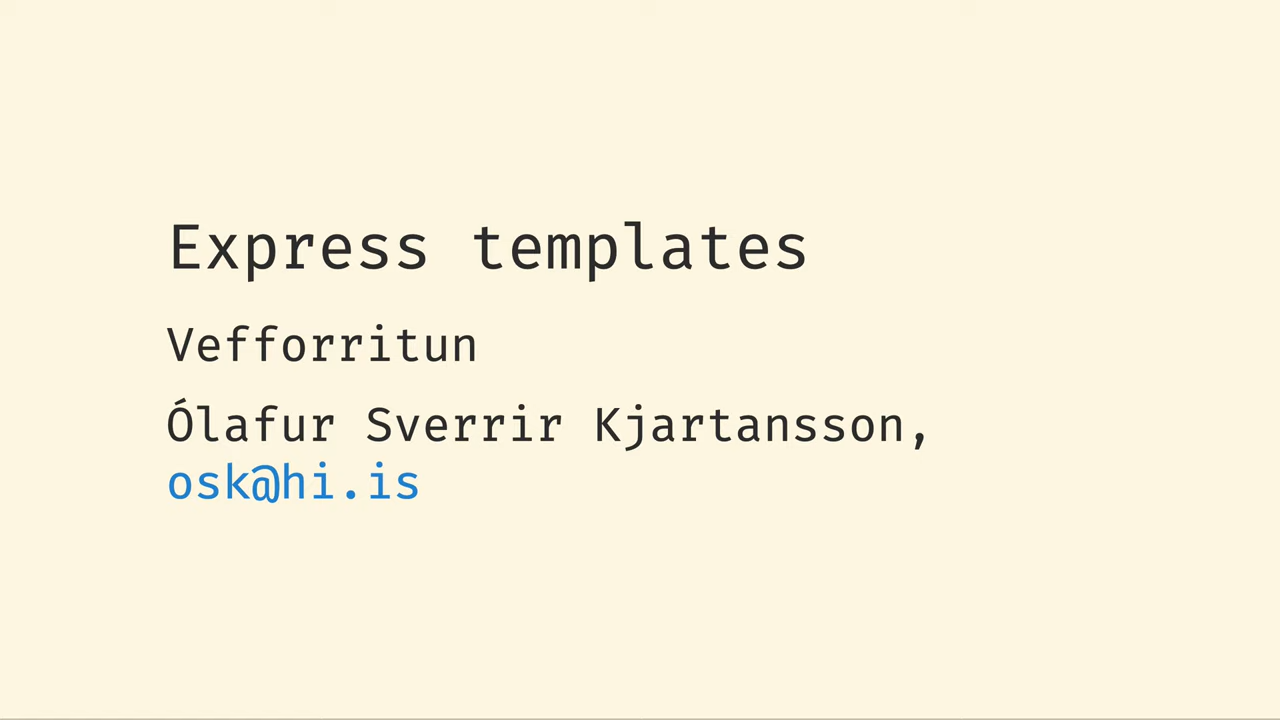 Express templates
Vefforritun
Ólafur Sverrir Kjartansson,
osk@hi.is